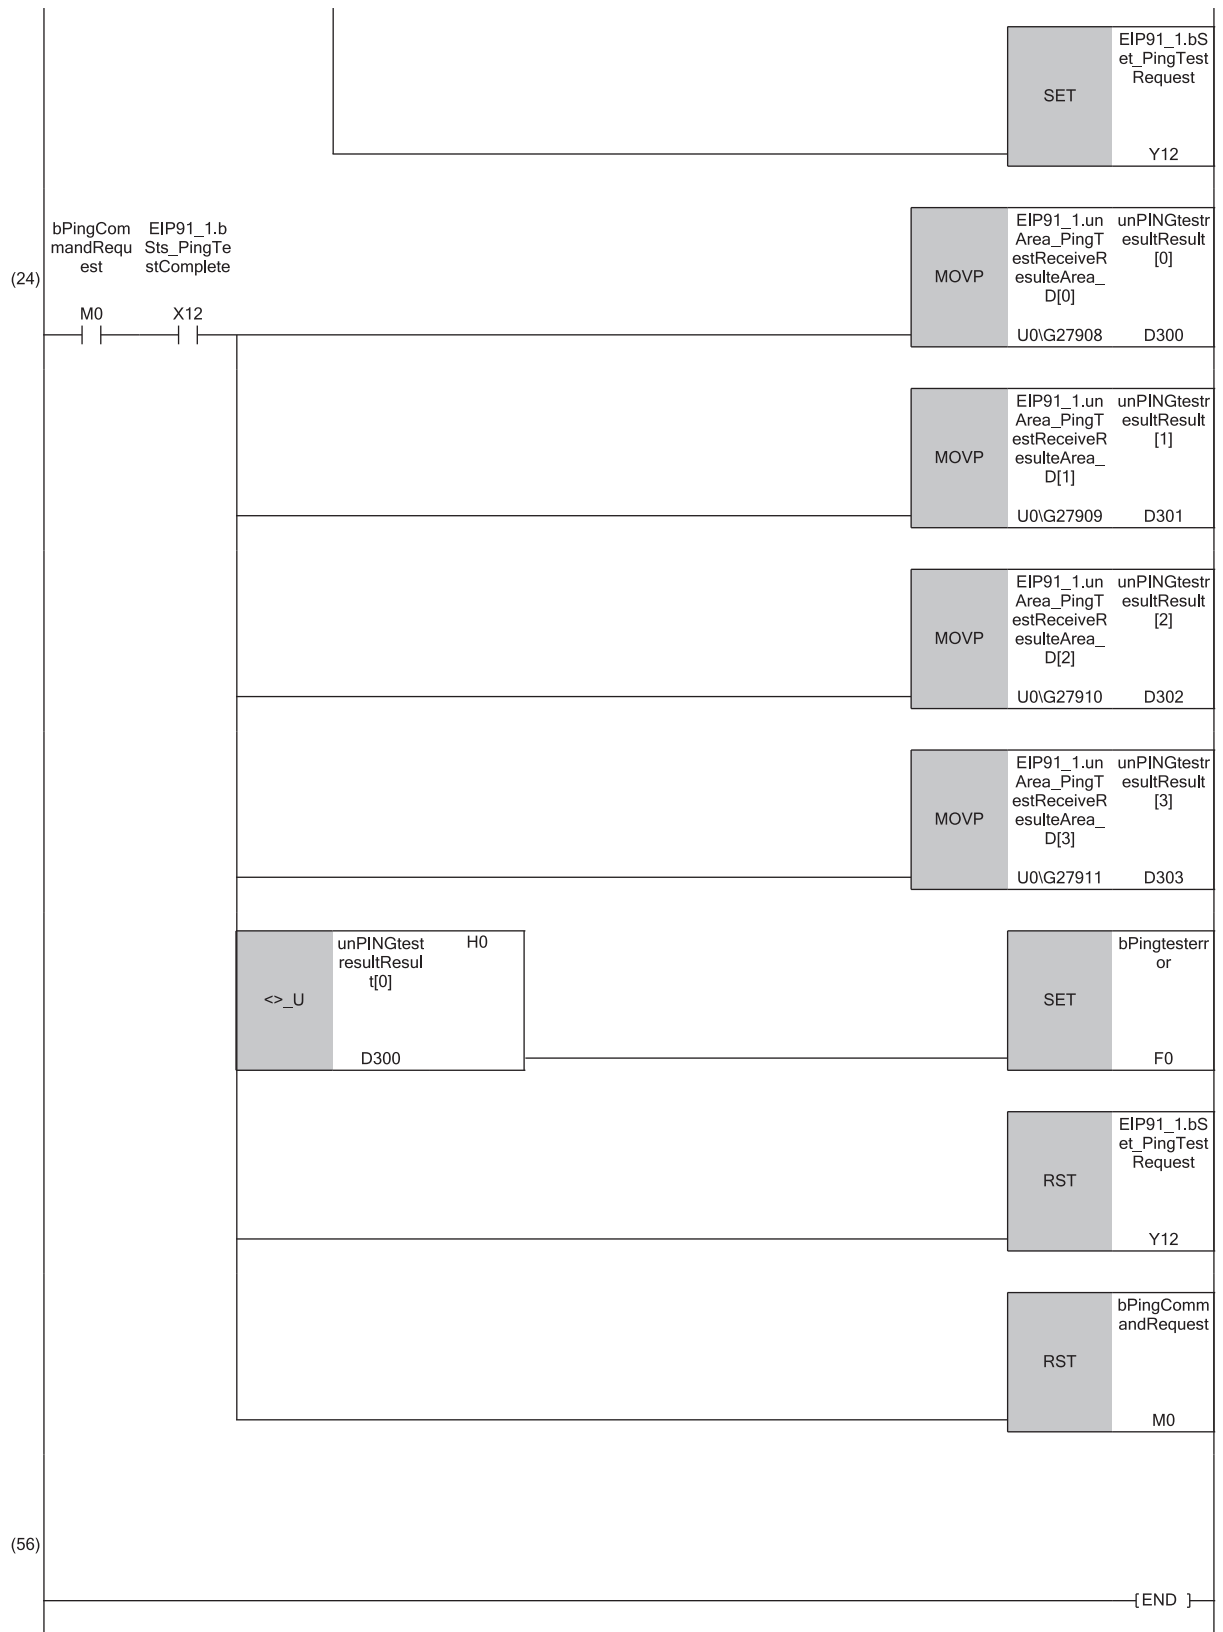 EIP91_1.bS
et_PingTest
Request
SET
Y12
bPingCom
mandRequ
est
EIP91_1.b
Sts_PingTe
stComplete
(24)
M0
X12
MOVP
EIP91_1.un
Area_PingT
estReceiveR
esulteArea_
D[0]
unPINGtestr
esultResult
[0]
U0\G27908
D300
MOVP
EIP91_1.un
Area_PingT
estReceiveR
esulteArea_
D[1]
unPINGtestr
esultResult
[1]
U0\G27909
D301
MOVP
EIP91_1.un
Area_PingT
estReceiveR
esulteArea_
D[2]
unPINGtestr
esultResult
[2]
U0\G27910
D302
MOVP
EIP91_1.un
Area_PingT
estReceiveR
esulteArea_
D[3]
unPINGtestr
esultResult
[3]
U0\G27911
D303
<>_U
unPINGtest
resultResul
t[0]
H0
D300
SET
bPingtesterr
or
F0
RST
EIP91_1.bS
et_PingTest
Request
Y12
RST
bPingComm
andRequest
M0
(56)
[END ]